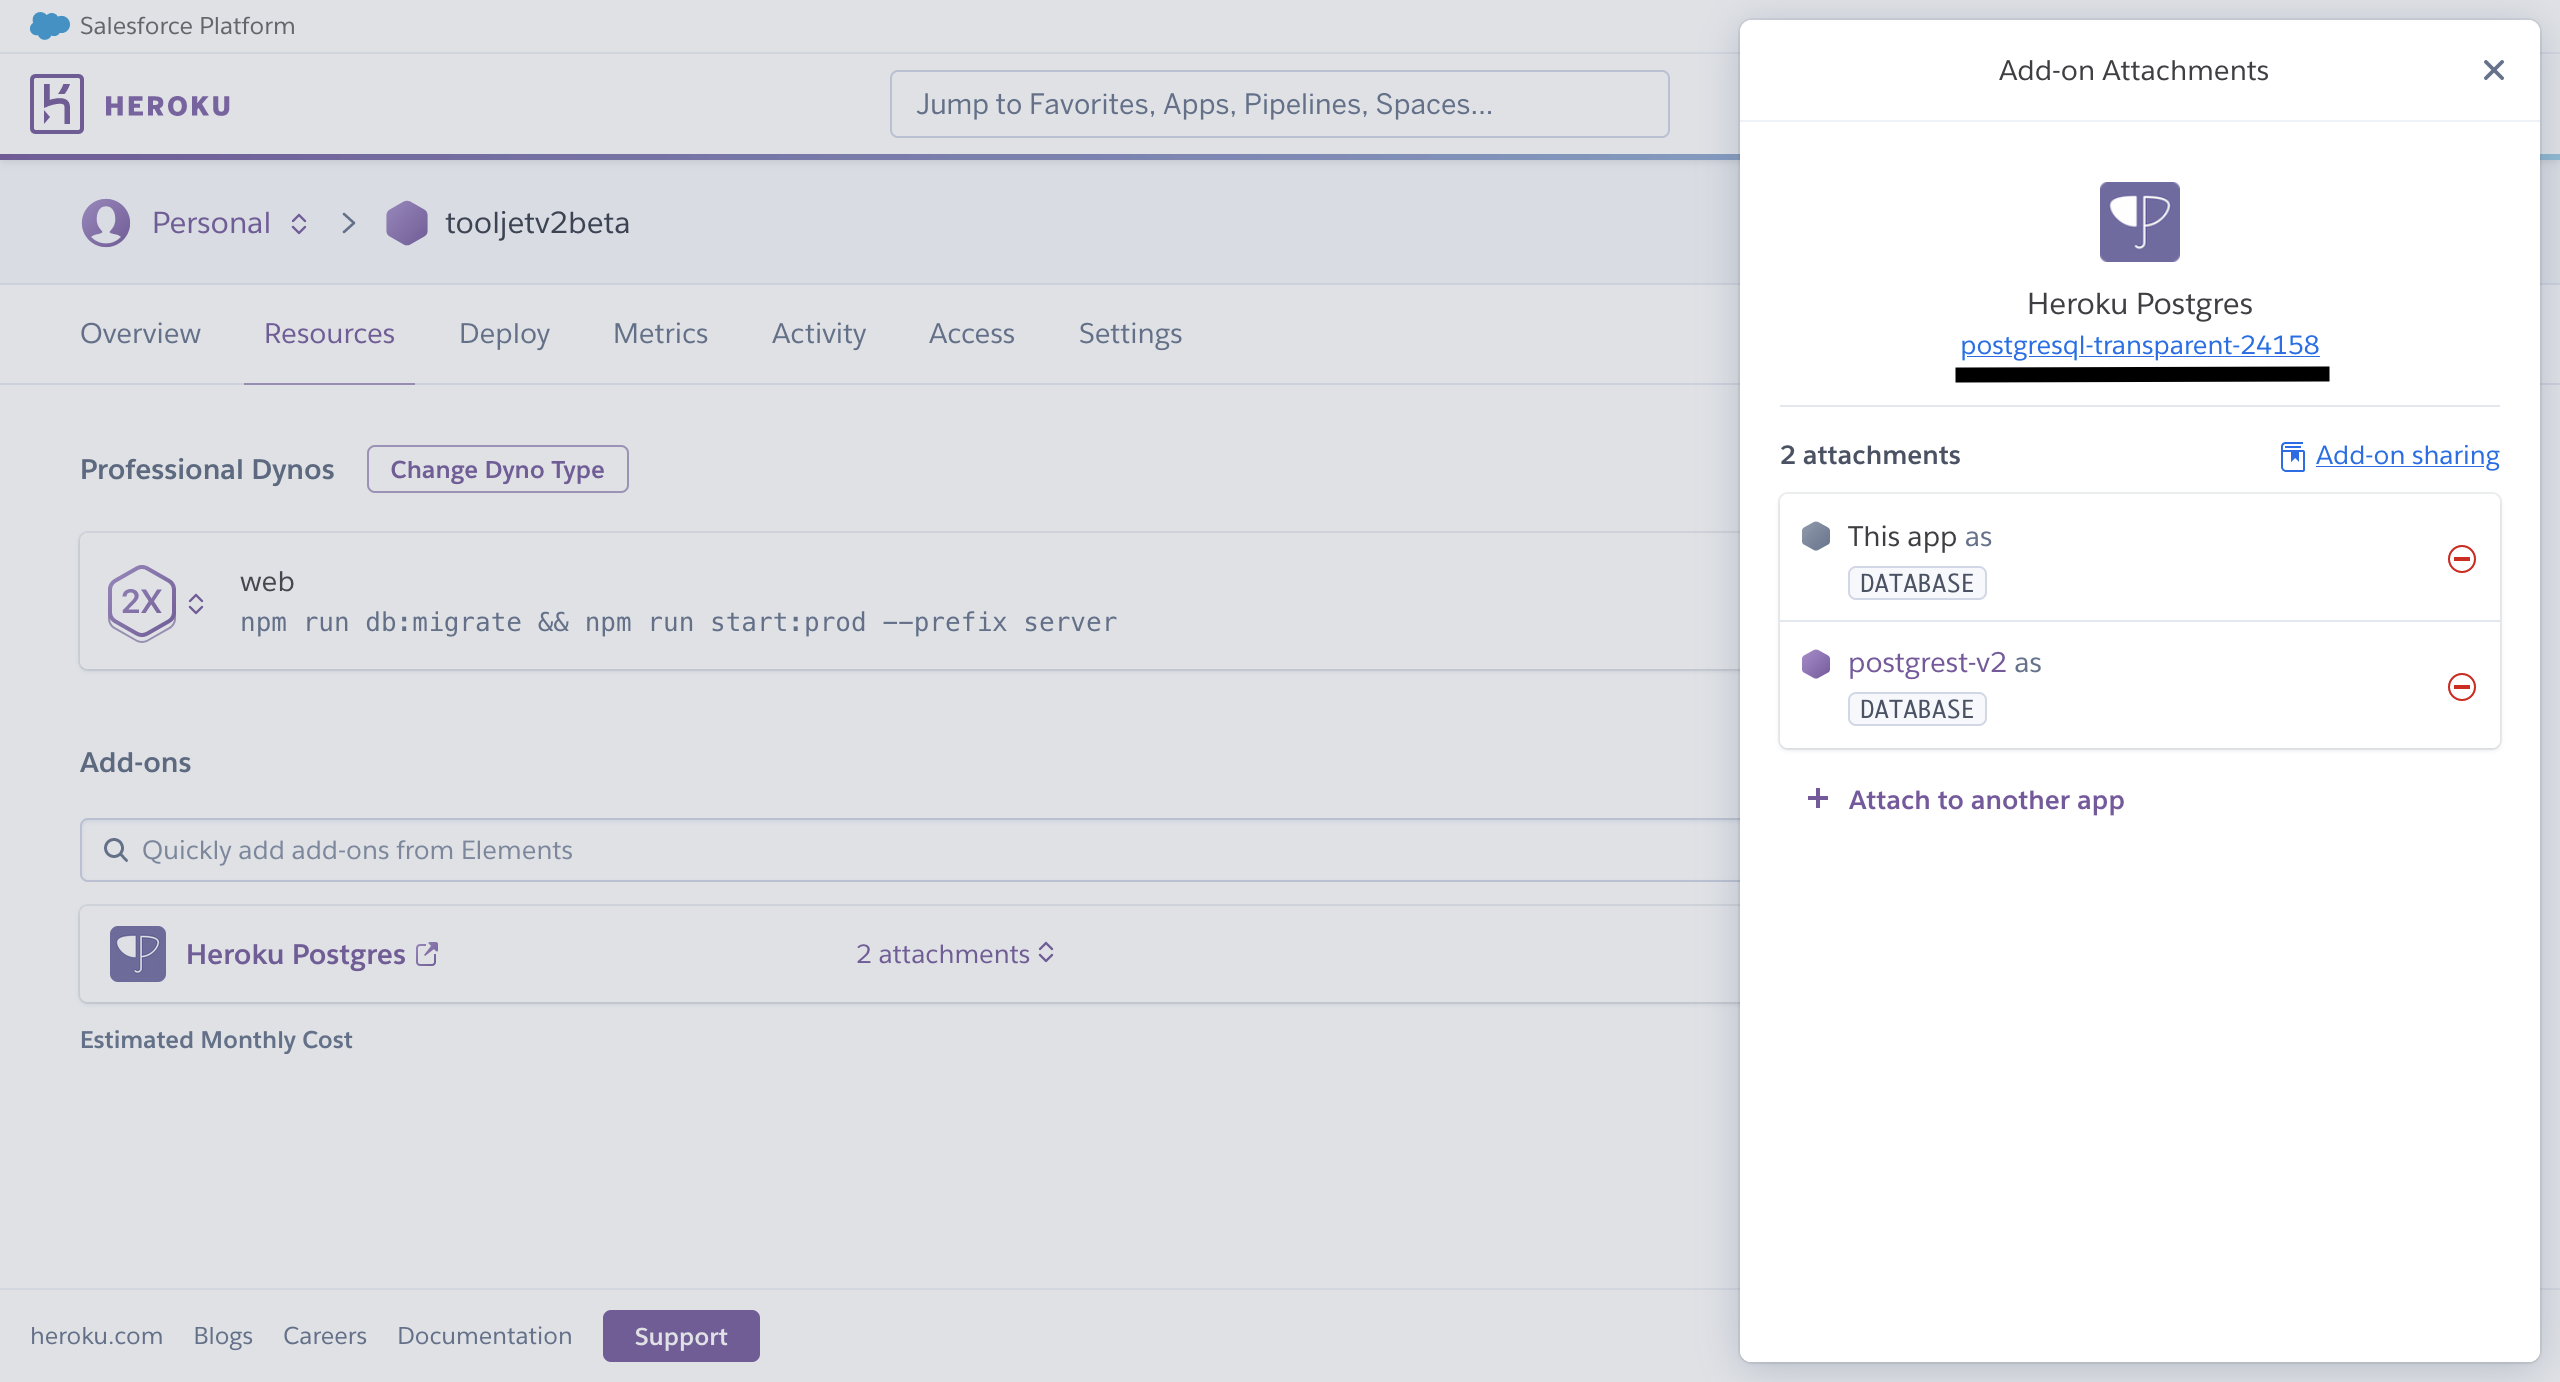 Salesforce Platform
HEROKU
Jump to Favorites, Apps, Pipelines, Spaces...
Personal
tooljetv2beta
Overview Resources Deploy Metrics Activity Access Settings
Professional Dynos
Change Dyno Type
2X
web
npm run db:migrate && npm run start:prod --prefix server
Add-ons
Quickly add add-ons from Elements
Heroku Postgres
2 attachments
Estimated Monthly Cost
heroku.com Blogs Careers Documentation Support
Add-on Attachments
Heroku Postgres
postgresql-transparent-24158
2 attachments
Add-on sharing
This app as
DATABASE
postgrest-v2 as
DATABASE
+ Attach to another app